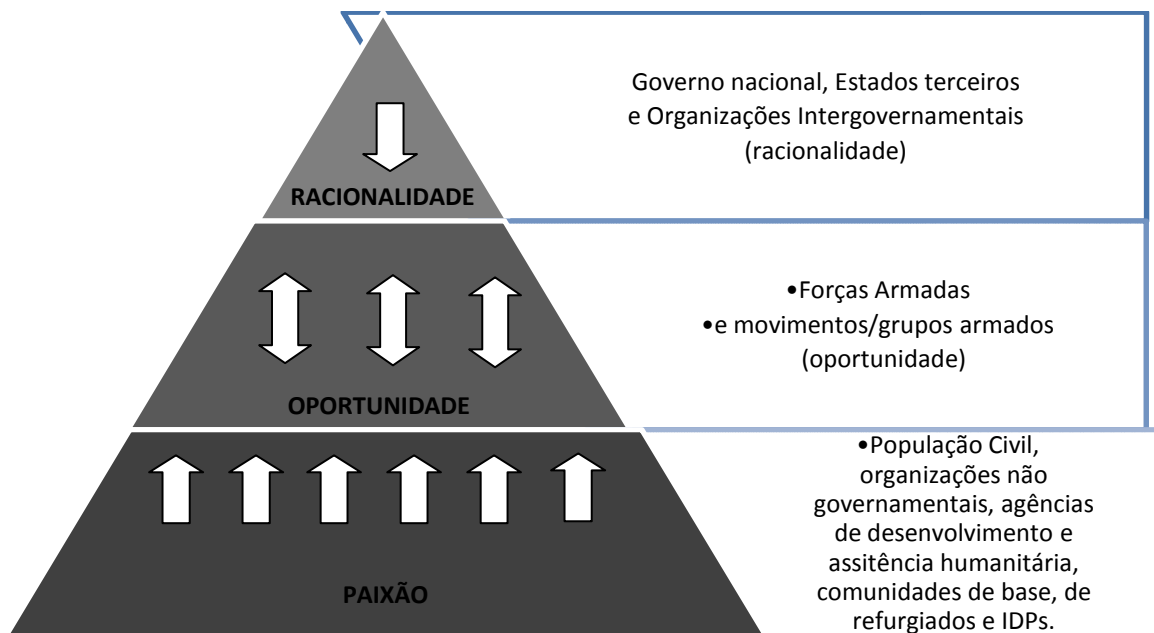 Governo nacional, Estados terceiros
e Organizações Intergovernamentais
(racionalidade)
RACIONALIDADE
•Forças Armadas
•e movimentos/grupos armados
(oportunidade)
OPORTUNIDADE
•População Civil,
organizações não
governamentais, agências
de desenvolvimento e
assitência humanitária,
comunidades de base, de
refurgiados e IDPs.
PAIXÃO